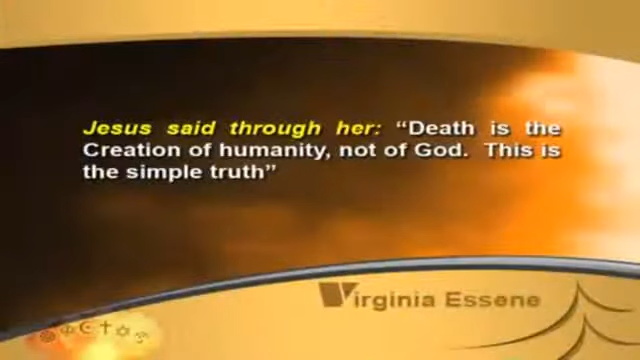 Jesus said through her: “Death is the
Creation of humanity, not of God. This is
the simple truth”
Virginia Essene